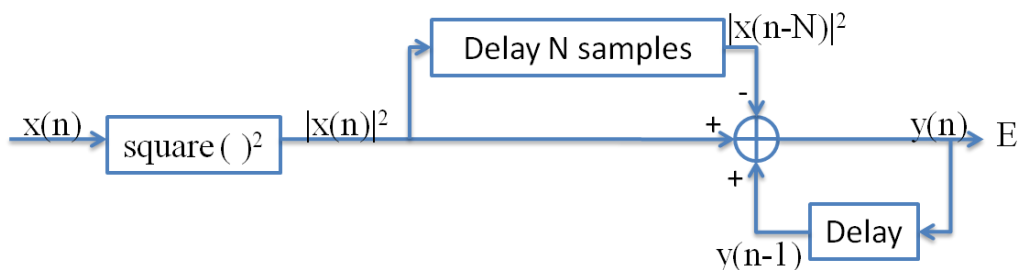 |x(n-N)|²
Delay N samples
-
x(n)
|x(n)|²
+
y(n)
E
square ( )²
+
Delay
y(n-1)